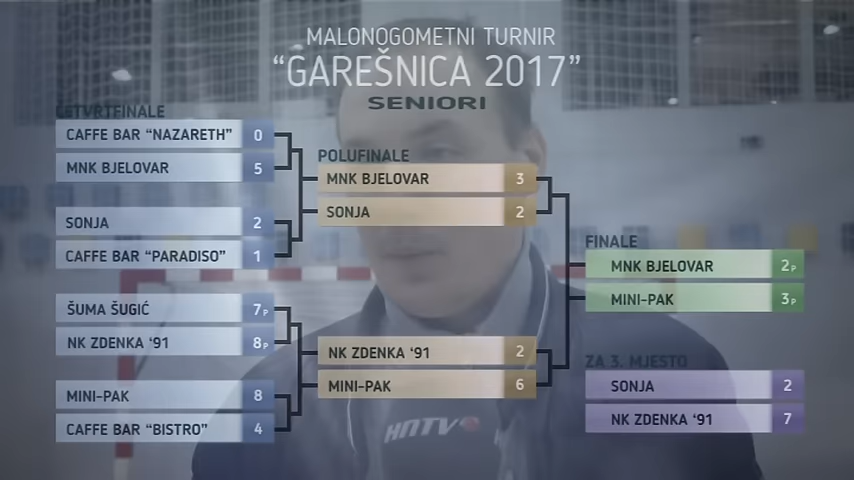 MALONOGOMETNI TURNIR
“GAREŠNICA 2017”
SENIORI
ČETVRTFINALE
CAFFE BAR “NAZARETH” 0
MNK BJELOVAR 5
SONJA 2
CAFFE BAR “PARADISO” 1
ŠUMA ŠUGIĆ 7P
NK ZDENKA ‘91 8P
MINI-PAK 8
CAFFE BAR “BISTRO” 4
POLUFINALE
MNK BJELOVAR 3
SONJA 2
NK ZDENKA ‘91 2
MINI-PAK 6
FINALE
MNK BJELOVAR 2P
MINI-PAK 3P
ZA 3. MJESTO
SONJA 2
NK ZDENKA ‘91 7
HNTV